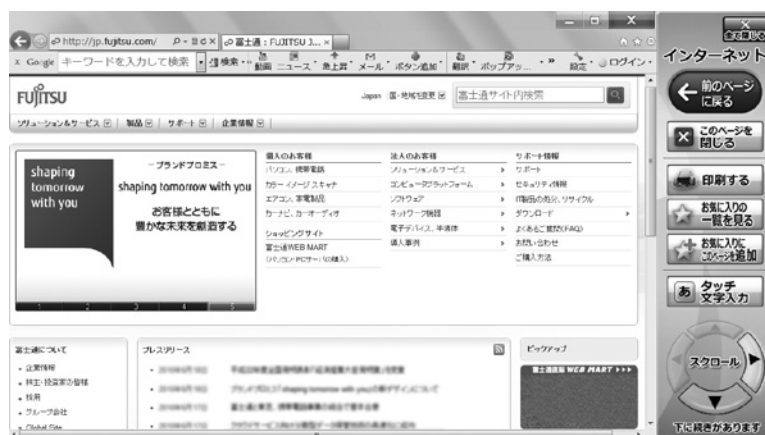 全て閉じる
http://jp.fujitsu.com/
富士通 : FUJITSU J...
インターネット
Google
キーワードを入力して検索
検索
動画 ニュース 急上昇 メール ボタン追加 翻訳 ポップアッ...
設定
ログイン
前のページに戻る
FUJITSU
Japan
国・地域を変更
富士通サイト内検索
ソリューション&サービス
製品
サポート
企業情報
このページを閉じる
shaping
tomorrow
with you
－ブランドプロミス－
shaping tomorrow with you
お客様とともに
豊かな未来を創造する
1 2 3 4 5
個人のお客様
パソコン、携帯電話
カラーイメージスキャナ
エアコン、家電製品
カーナビ、カーオーディオ
ショッピングサイト
富士通WEB MART
(パソコン・PCサーバの購入)
法人のお客様
ソリューション&サービス
コンピュータプラットフォーム
ソフトウェア
ネットワーク機器
電子デバイス、半導体
導入事例
サポート情報
サポート
セキュリティ情報
IT製品の処分、リサイクル
ダウンロード
よくあるご質問(FAQ)
お問い合わせ
ご購入方法
印刷する
お気に入りの
一覧を見る
お気に入りに
このページを追加
あ
タッチ
文字入力
富士通について
企業情報
株主・投資家の皆様
採用
グループ会社
Global Site
プレスリリース
ピックアップ
富士通直販 WEB MART
スクロール
下に続きがあります